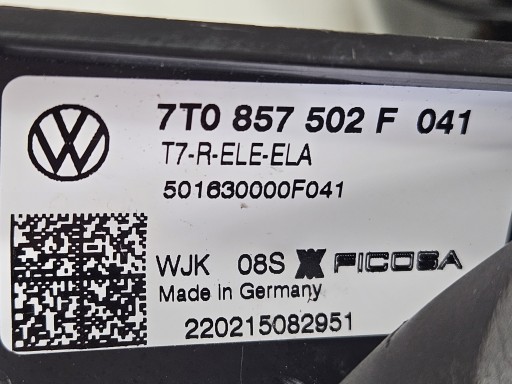 7T0 857 502 F 041
T7-R-ELE-ELA
501630000F041
WJK 08S FICOSA
Made in Germany
220215082951